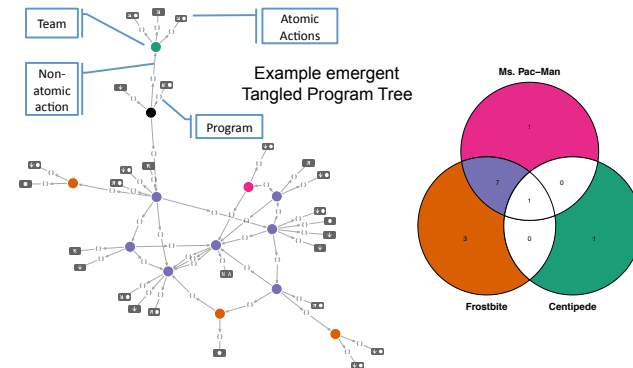 Team
Atomic
Actions
Non-
atomic
action
Example emergent
Tangled Program Tree
Program
Ms. Pac-Man
1
7
0
1
3
0
1
Frostbite
Centipede